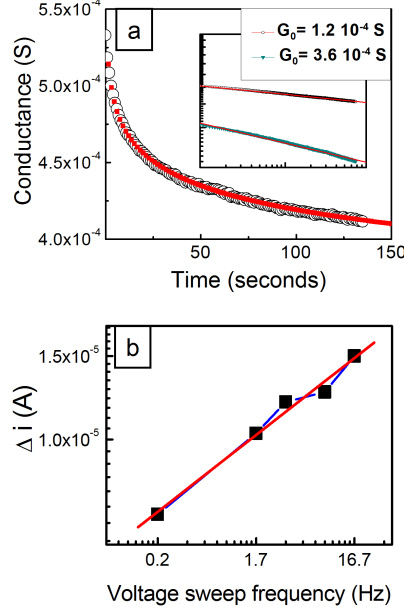 a
G₀= 1.2 10⁻⁴ S
G₀= 3.6 10⁻⁴ S
Conductance (S)
5.5x10⁻⁴
5.0x10⁻⁴
4.5x10⁻⁴
4.0x10⁻⁴
50
100
150
Time (seconds)
b
Δ i (A)
1.5x10⁻⁵
1.0x10⁻⁵
0.2
1.7
16.7
Voltage sweep frequency (Hz)